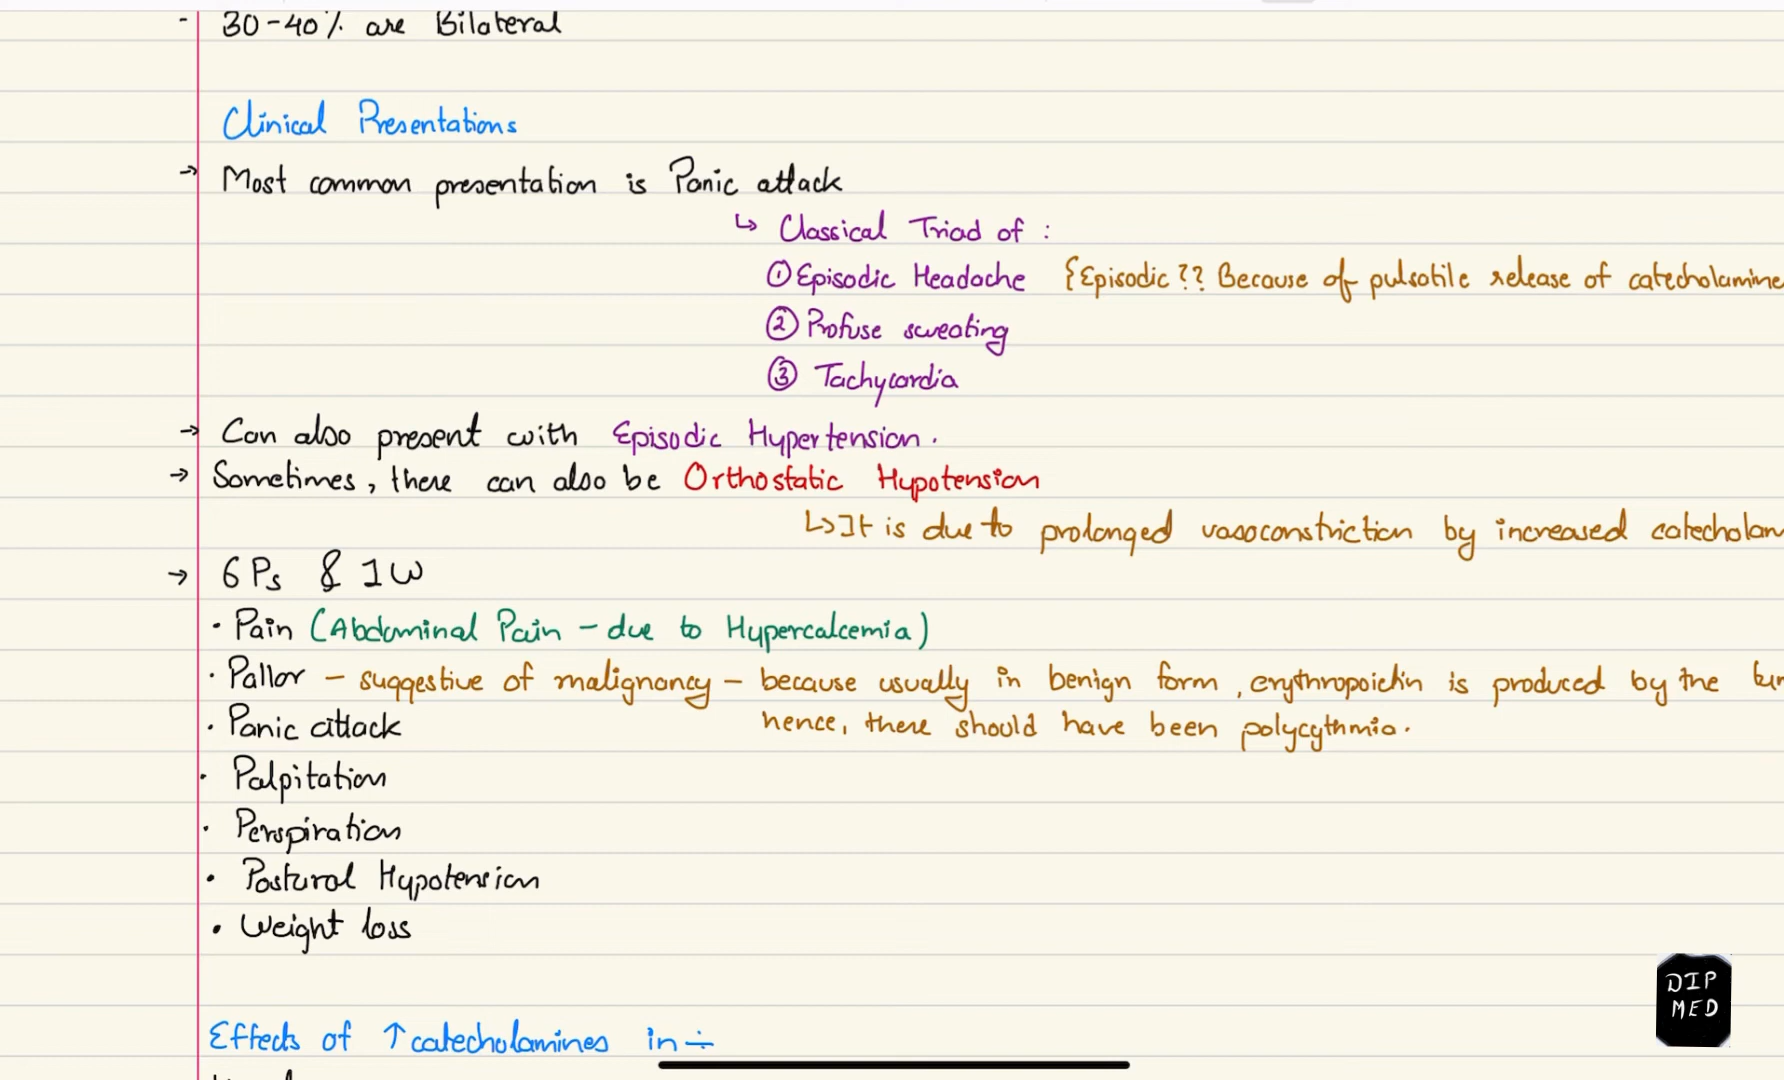 - 30-40% are Bilateral
Clinical Presentations
→ Most common presentation is Panic attack
↳ Classical Triad of :
① Episodic Headache {Episodic ?? Because of pulsatile release of catecholamine
② Profuse sweating
③ Tachycardia
→ Can also present with Episodic Hypertension.
→ Sometimes, there can also be Orthostatic Hypotension
↳ It is due to prolonged vasoconstriction by increased catecholam
→ 6 Ps & 1 W
• Pain (Abdominal Pain - due to Hypercalcemia)
• Pallor - suggestive of malignancy - because usually in benign form, erythropoietin is produced by the tum
hence, there should have been polycythmia.
• Panic attack
• Palpitation
• Perspiration
• Postural Hypotension
• Weight loss
Effects of ↑ catecholamines in ÷
DIP
MED